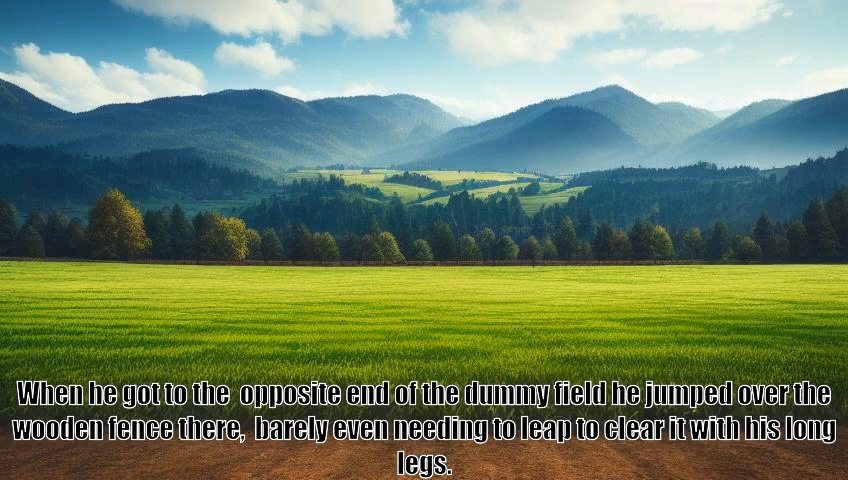 When he got to the  opposite end of the dummy field he jumped over the
wooden fence there,  barely even needing to leap to clear it with his long
legs.